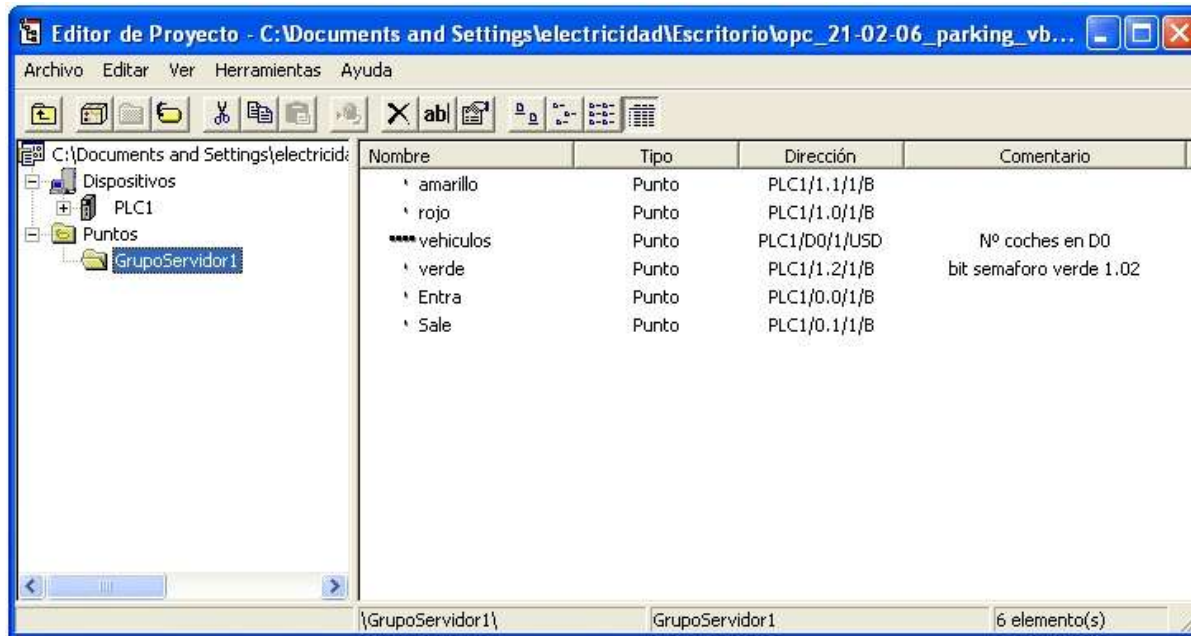 Editor de Proyecto - C:\Documents and Settings\electricidad\Escritorio\opc_21-02-06_parking_vb...
Archivo Editar Ver Herramientas Ayuda
ab
C:\Documents and Settings\electricida
Dispositivos
PLC1
Puntos
GrupoServidor1
Nombre Tipo Dirección Comentario
amarillo Punto PLC1/1.1/1/B
rojo Punto PLC1/1.0/1/B
vehiculos Punto PLC1/D0/1/USD Nº coches en D0
verde Punto PLC1/1.2/1/B bit semaforo verde 1.02
Entra Punto PLC1/0.0/1/B
Sale Punto PLC1/0.1/1/B
\GrupoServidor1\ GrupoServidor1 6 elemento(s)